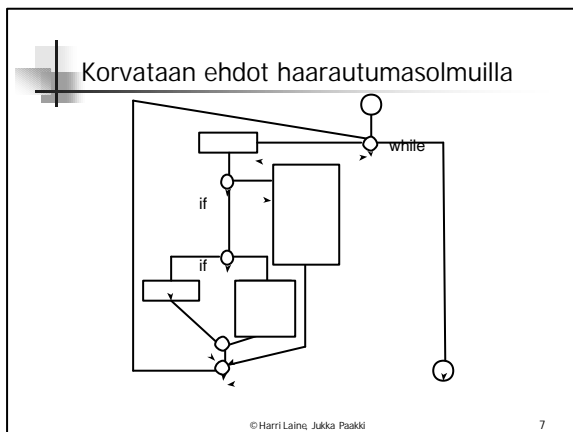 Korvataan ehdot haarautumasolmuilla
while
if
if
© Harri Laine, Jukka Paakki
7